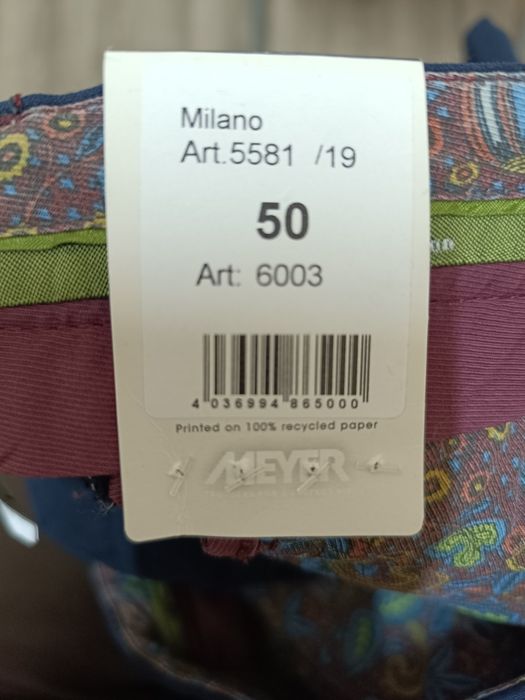 Milano
Art.5581 /19
50
Art: 6003
4 036994 865000
Printed on 100% recycled paper
MEYER